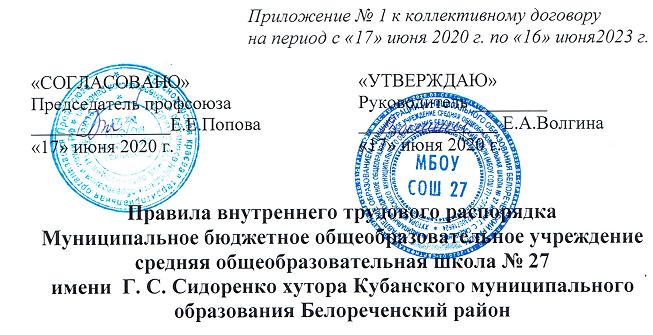 Приложение № 1 к коллективному договору
на период с «17» июня 2020 г. по «16» июня2023 г.
«СОГЛАСОВАНО»
Председатель профсоюза
Е.Е.Попова
«17» июня 2020 г.
«УТВЕРЖДАЮ»
Руководитель
Е.А.Волгина
«17» июня 2020 г.
МБОУ
СОШ 27
Правила внутреннего трудового распорядка
Муниципальное бюджетное общеобразовательное учреждение
средняя общеобразовательная школа № 27
имени Г. С. Сидоренко хутора Кубанского муниципального
образования Белореченский район